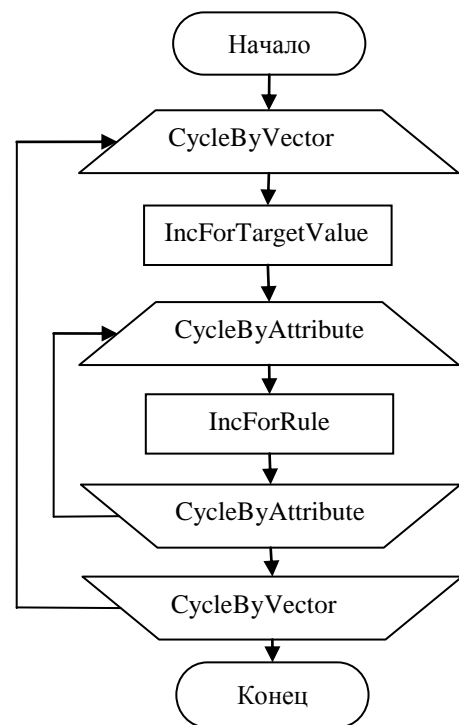 Начало
CycleByVector
IncForTargetValue
CycleByAttribute
IncForRule
CycleByAttribute
CycleByVector
Конец